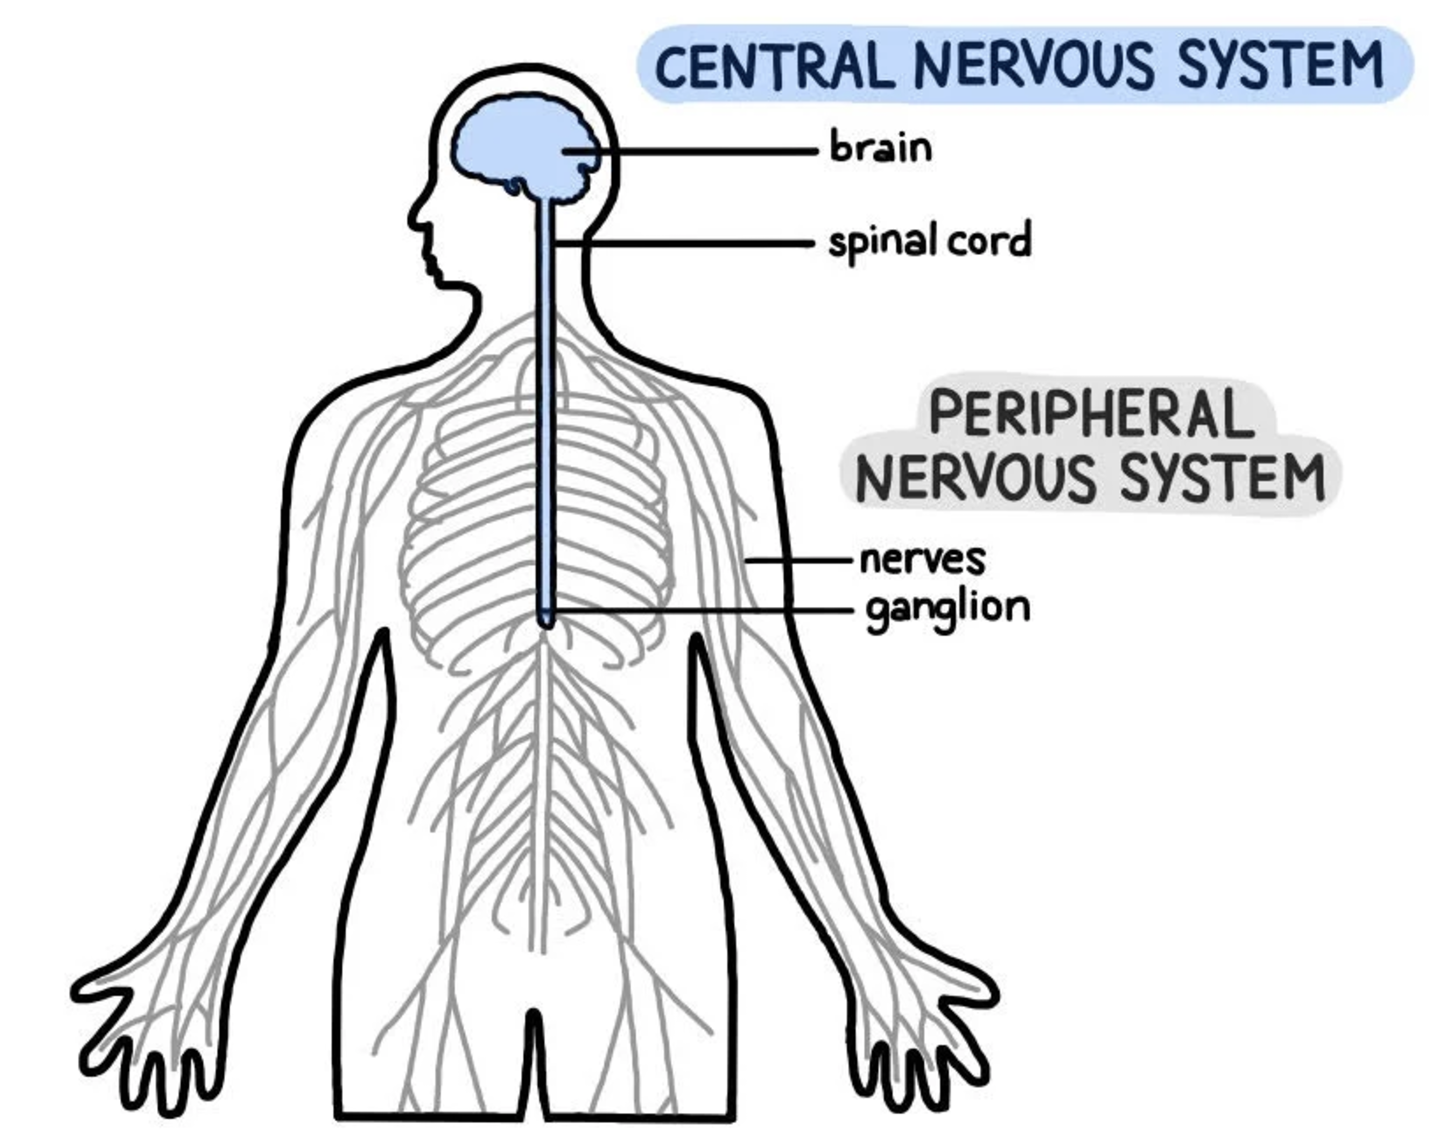 CENTRAL NERVOUS SYSTEM
brain
spinal cord
PERIPHERAL
NERVOUS SYSTEM
nerves
ganglion